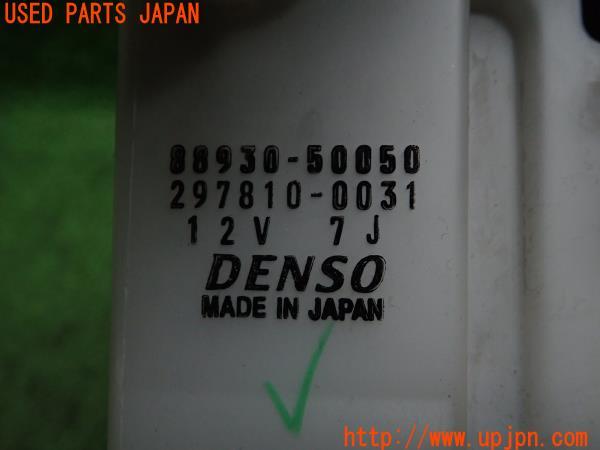 USED PARTS JAPAN
88930-50050
297810-0031
12V 7J
DENSO
MADE IN JAPAN
http://www.upjpn.com